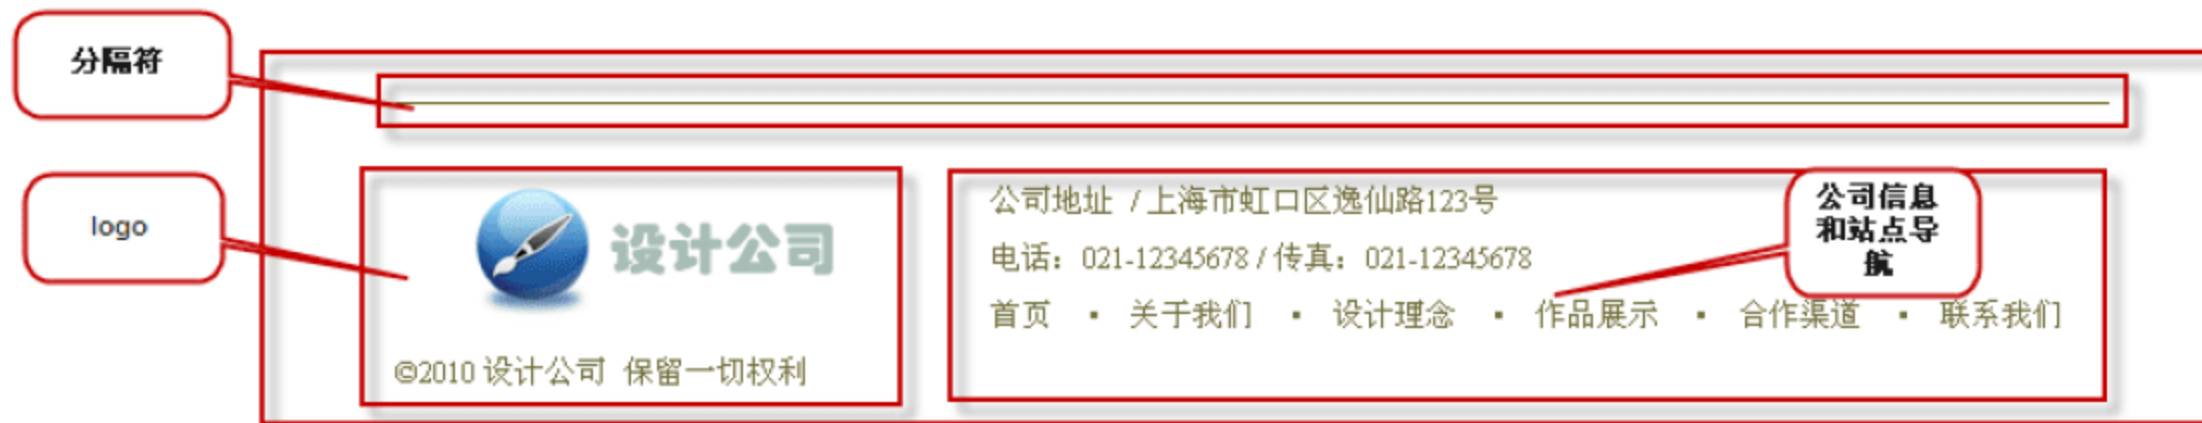 分隔符
logo
设计公司
©2010 设计公司 保留一切权利
公司地址 / 上海市虹口区逸仙路123号
电话：021-12345678 / 传真：021-12345678
首页 ▪ 关于我们 ▪ 设计理念 ▪ 作品展示 ▪ 合作渠道 ▪ 联系我们
公司信息
和站点导
航